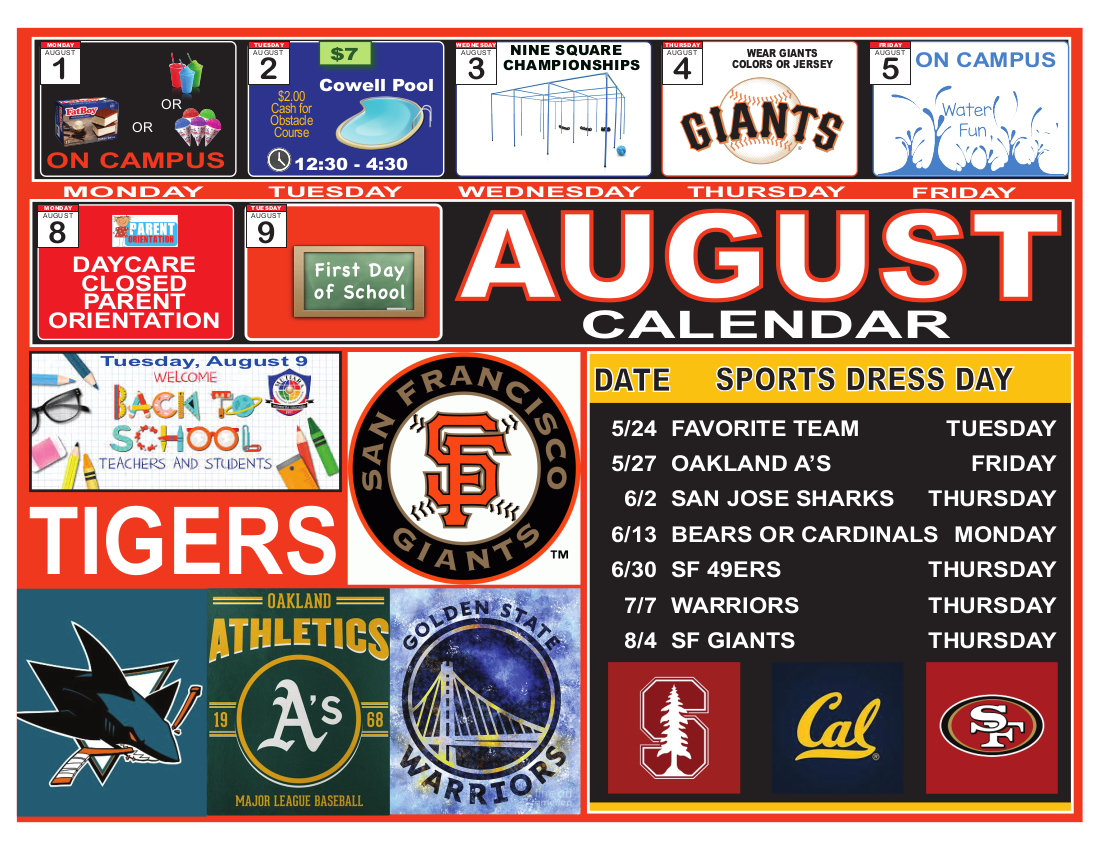 MONDAY
AUGUST
1
FatBoy
OR
OR
ON CAMPUS
TUESDAY
AUGUST
2
$7
Cowell Pool
$2.00
Cash for
Obstacle
Course
12:30 - 4:30
WEDNESDAY
AUGUST
3
NINE SQUARE
CHAMPIONSHIPS
THURSDAY
AUGUST
4
WEAR GIANTS
COLORS OR JERSEY
GIANTS
FRIDAY
AUGUST
5
ON CAMPUS
Water
Fun
MONDAY
TUESDAY
WEDNESDAY
THURSDAY
FRIDAY
MONDAY
AUGUST
8
PARENT
ORIENTATION
DAYCARE
CLOSED
PARENT
ORIENTATION
TUESDAY
AUGUST
9
First Day
of School
AUGUST
CALENDAR
Tuesday, August 9
WELCOME
BACK TO
SCHOOL
TEACHERS AND STUDENTS
TIGERS
SAN FRANCISCO
SF
GIANTS
TM
DATE SPORTS DRESS DAY
5/24 FAVORITE TEAM TUESDAY
5/27 OAKLAND A’S FRIDAY
6/2 SAN JOSE SHARKS THURSDAY
6/13 BEARS OR CARDINALS MONDAY
6/30 SF 49ERS THURSDAY
7/7 WARRIORS THURSDAY
8/4 SF GIANTS THURSDAY
OAKLAND
ATHLETICS
19 A's 68
MAJOR LEAGUE BASEBALL
GOLDEN STATE
WARRIORS
S
Cal
SF